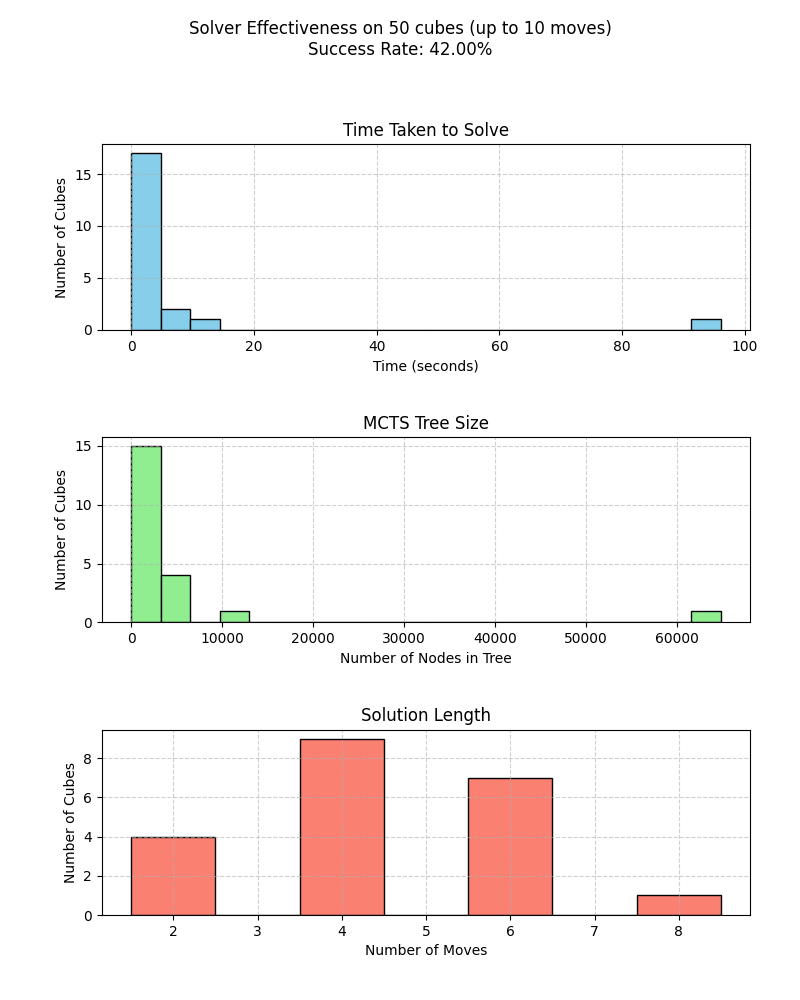 Solver Effectiveness on 50 cubes (up to 10 moves)
Success Rate: 42.00%
Time Taken to Solve
Number of Cubes
15
10
5
0
0 20 40 60 80 100
Time (seconds)
MCTS Tree Size
Number of Cubes
15
10
5
0
0 10000 20000 30000 40000 50000 60000
Number of Nodes in Tree
Solution Length
Number of Cubes
8
6
4
2
0
2 3 4 5 6 7 8
Number of Moves